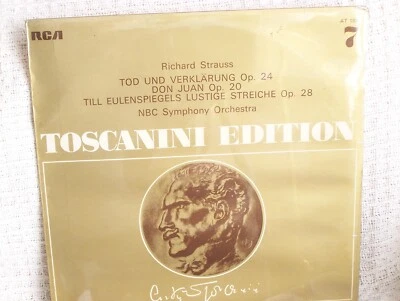 RCA
AT
7
Richard Strauss
TOD UND VERKLÄRUNG Op. 24
DON JUAN Op. 20
TILL EULENSPIEGELS LUSTIGE STREICHE Op. 28
NBC Symphony Orchestra
TOSCANINI EDITION